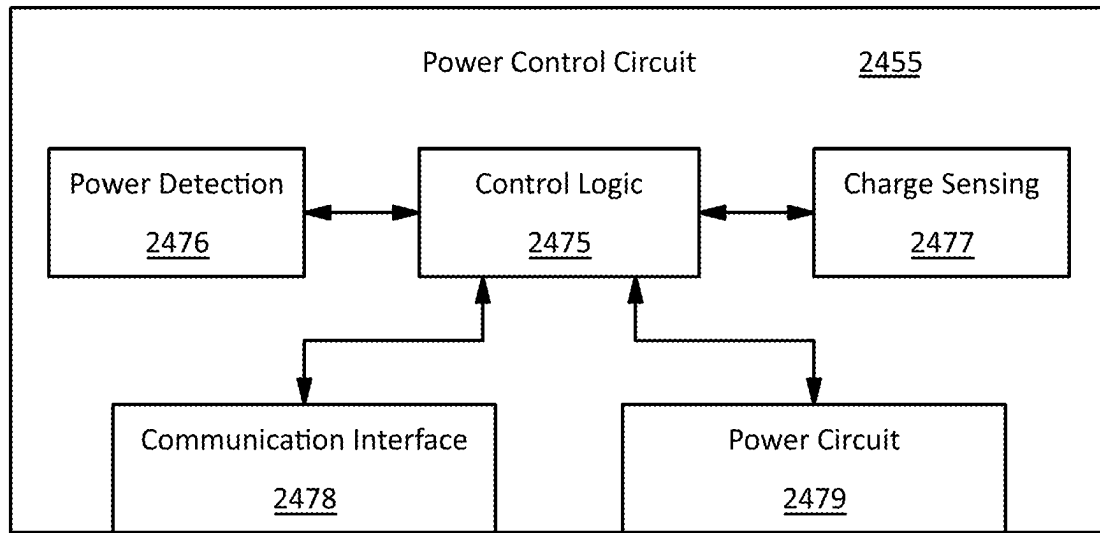 Power Control Circuit 2455
Power Detection
2476
Control Logic
2475
Charge Sensing
2477
Communication Interface
2478
Power Circuit
2479